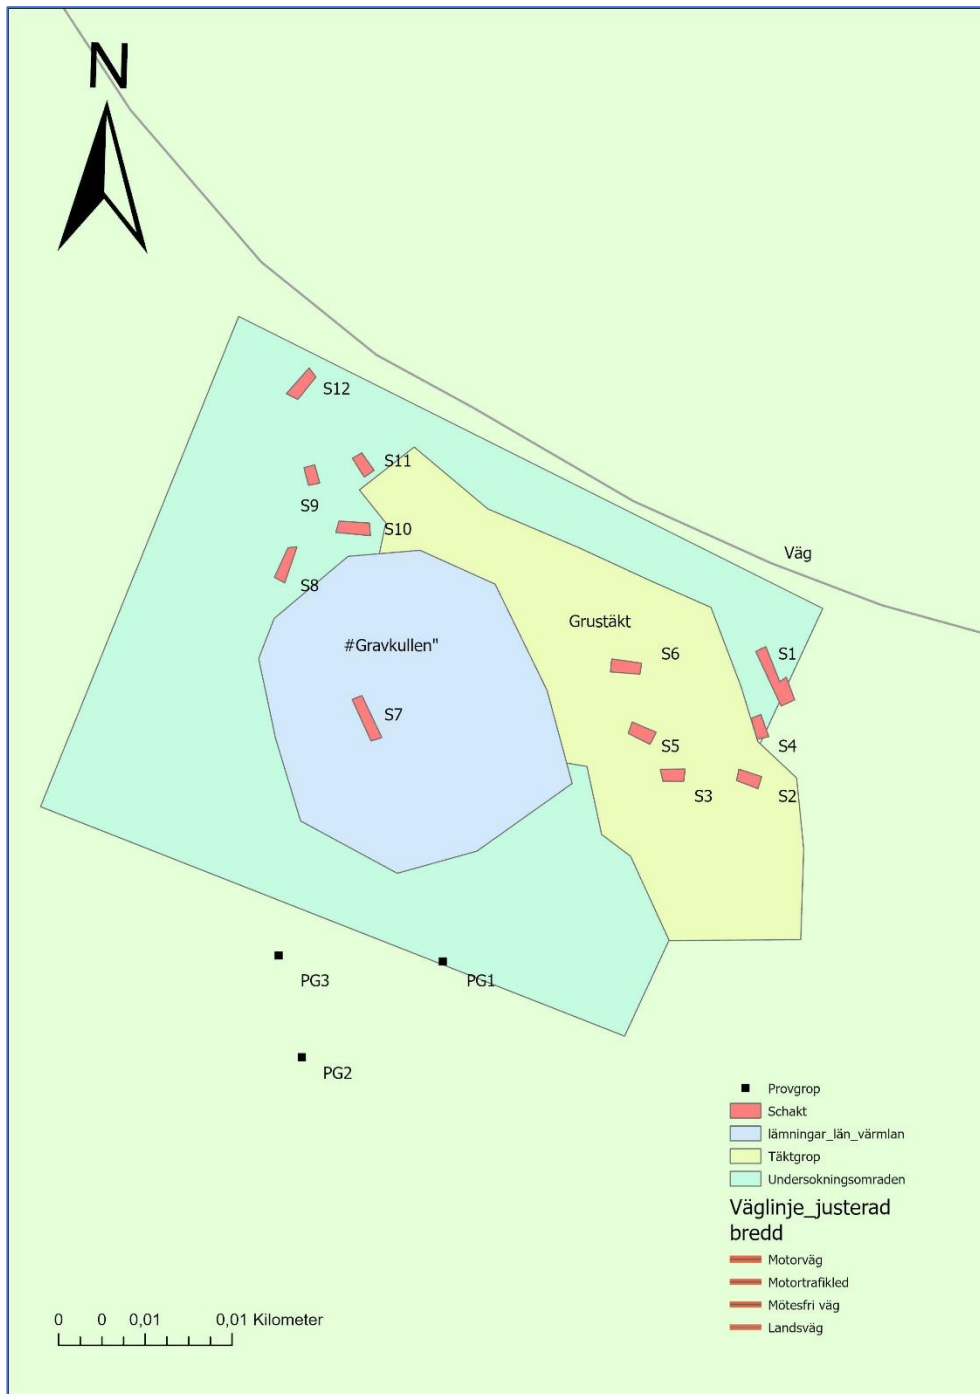 N
S12
S11
S9
S10
S8
Väg
Grustäkt
#Gravkullen"
S6
S1
S7
S5
S4
S3
S2
PG3
PG1
PG2
Provgrop
Schakt
lämningar_län_värmlan
Täktgrop
Undersokningsomraden
Väglinje_justerad
bredd
Motorväg
Motortrafikled
Mötesfri väg
Landsväg
0 0 0,01 0,01 Kilometer